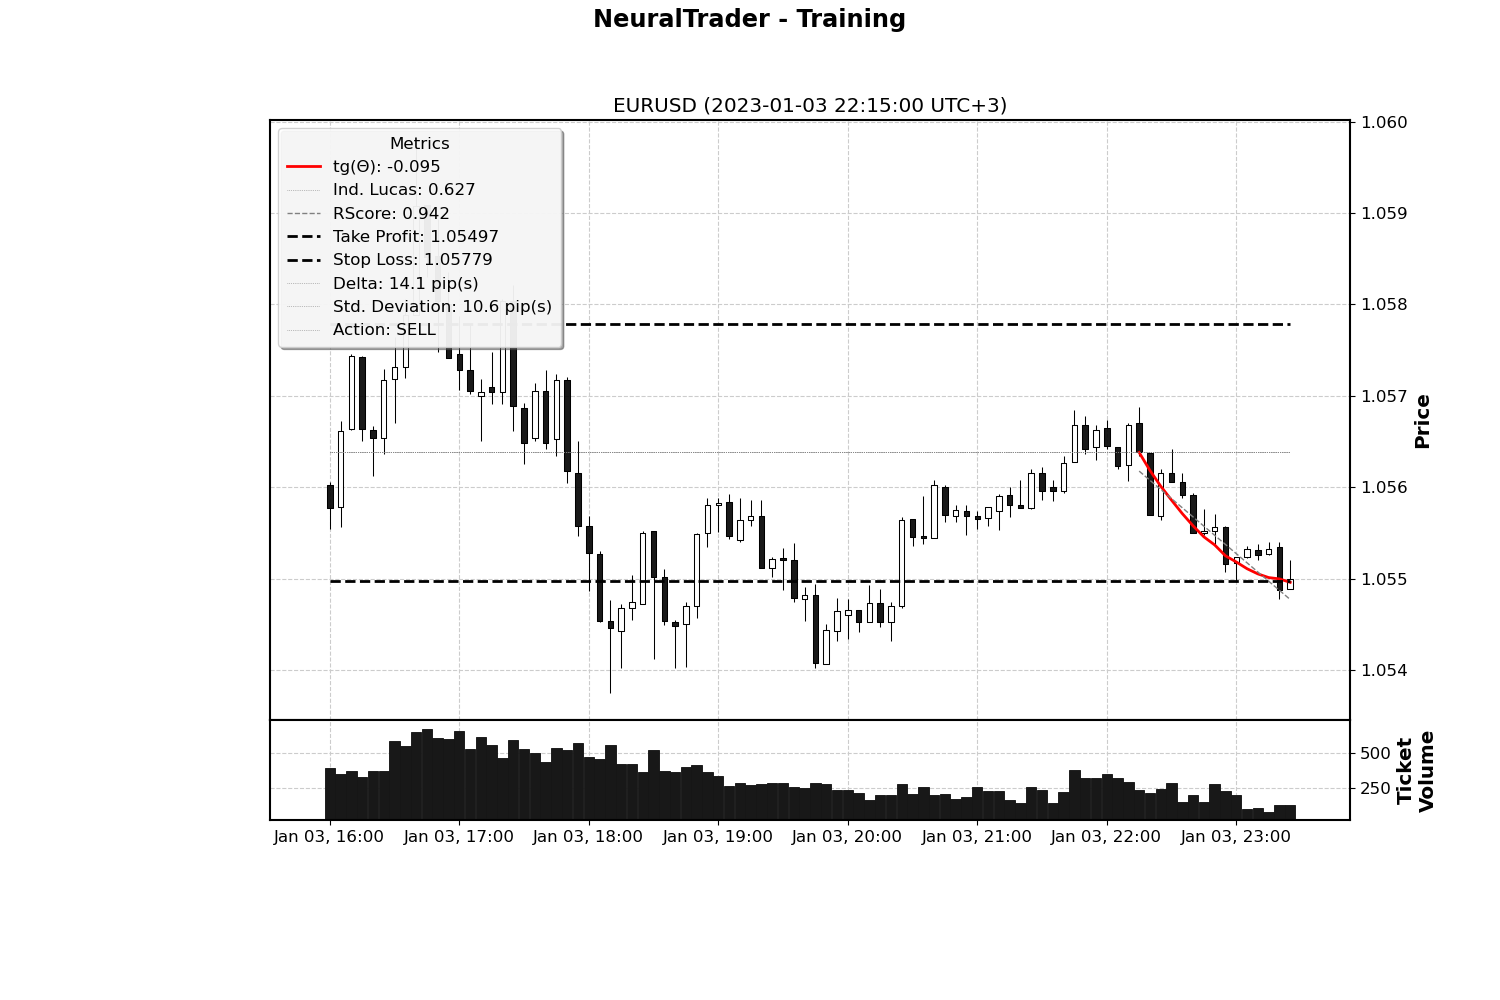 NeuralTrader - Training
EURUSD (2023-01-03 22:15:00 UTC+3)
Metrics
tg(Θ): -0.095
Ind. Lucas: 0.627
RScore: 0.942
Take Profit: 1.05497
Stop Loss: 1.05779
Delta: 14.1 pip(s)
Std. Deviation: 10.6 pip(s)
Action: SELL
1.060
1.059
1.058
1.057
1.056
1.055
1.054
Price
500
250
Ticket
Volume
Jan 03, 16:00
Jan 03, 17:00
Jan 03, 18:00
Jan 03, 19:00
Jan 03, 20:00
Jan 03, 21:00
Jan 03, 22:00
Jan 03, 23:00